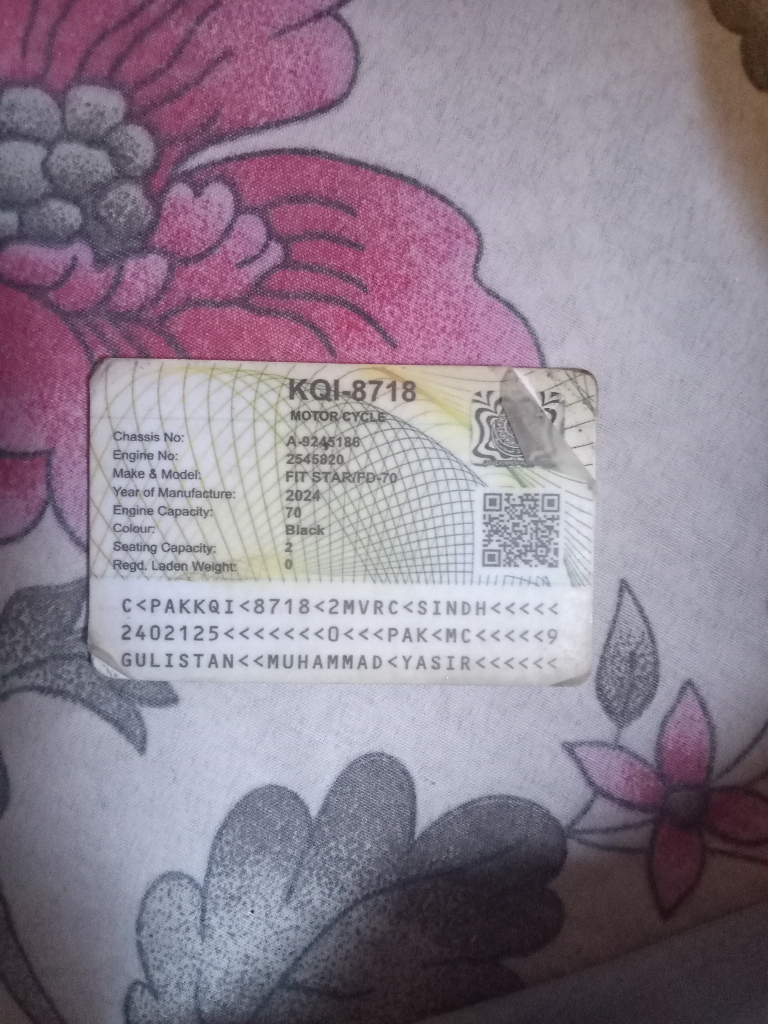 KQI-8718
MOTOR CYCLE
Chassis No: A-9245186
Engine No: 2545820
Make & Model: FIT STAR/FD-70
Year of Manufacture: 2024
Engine Capacity: 70
Colour: Black
Seating Capacity: 2
Regd. Laden Weight: 0
C<PAKKQI<8718<2MVRC<SINDH<<<<<
2402125<<<<<<<0<<<PAK<MC<<<<<9
GULISTAN<<MUHAMMAD<YASIR<<<<<<